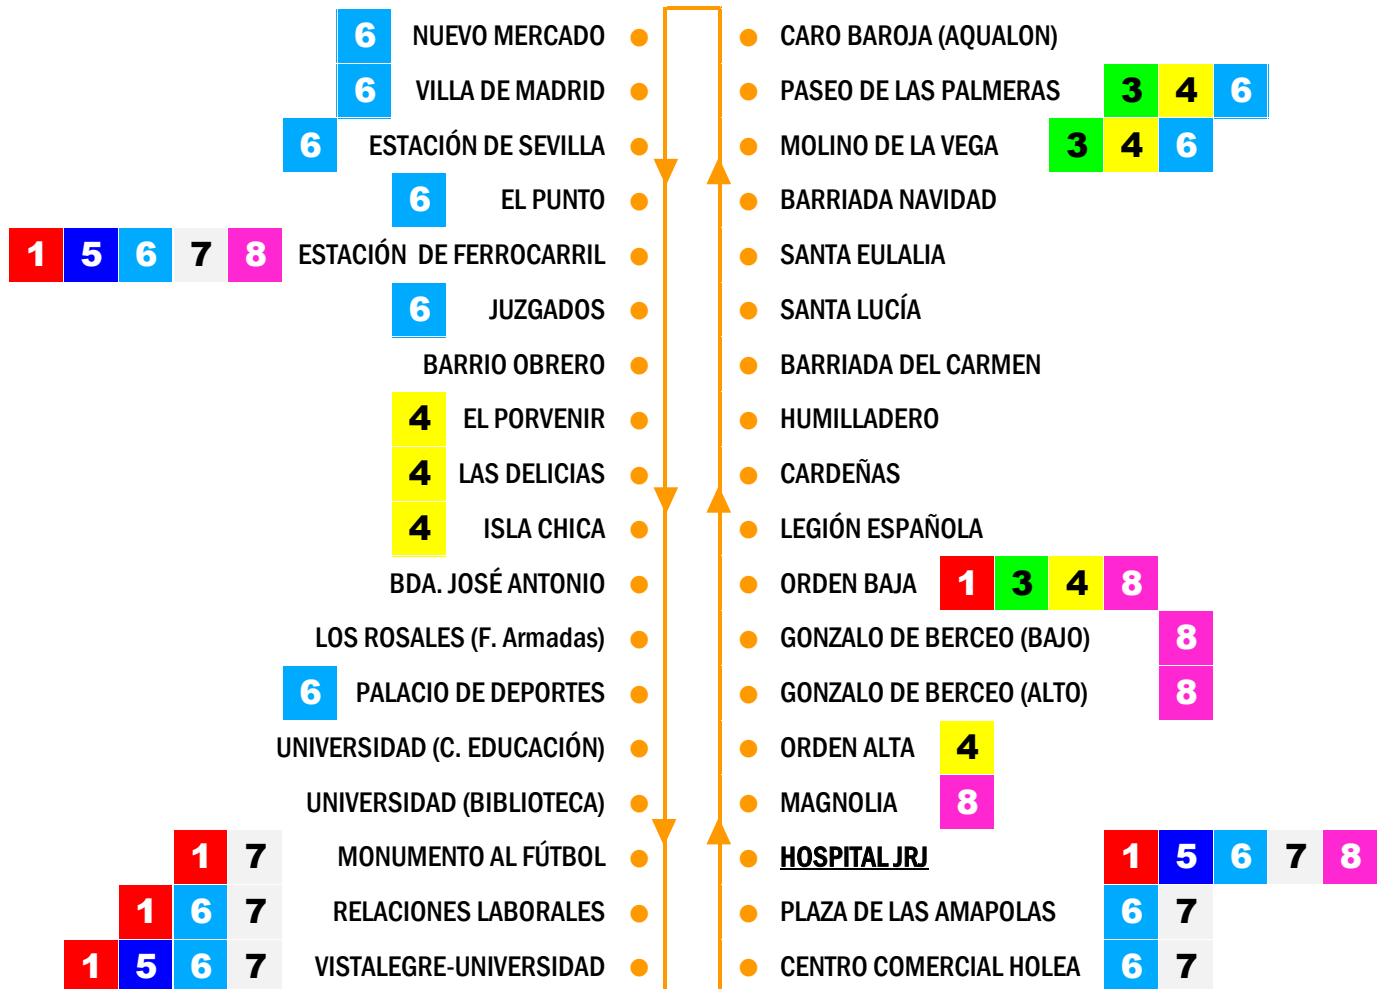 6 NUEVO MERCADO
6 VILLA DE MADRID
6 ESTACIÓN DE SEVILLA
6 EL PUNTO
1 5 6 7 8 ESTACIÓN DE FERROCARRIL
6 JUZGADOS
BARRIO OBRERO
4 EL PORVENIR
4 LAS DELICIAS
4 ISLA CHICA
BDA. JOSÉ ANTONIO
LOS ROSALES (F. Armadas)
6 PALACIO DE DEPORTES
UNIVERSIDAD (C. EDUCACIÓN)
UNIVERSIDAD (BIBLIOTECA)
1 7 MONUMENTO AL FÚTBOL
1 6 7 RELACIONES LABORALES
1 5 6 7 VISTALEGRE-UNIVERSIDAD
CARO BAROJA (AQUALON)
PASEO DE LAS PALMERAS 3 4 6
MOLINO DE LA VEGA 3 4 6
BARRIADA NAVIDAD
SANTA EULALIA
SANTA LUCÍA
BARRIADA DEL CARMEN
HUMILLADERO
CARDEÑAS
LEGIÓN ESPAÑOLA
ORDEN BAJA 1 3 4 8
GONZALO DE BERCEO (BAJO) 8
GONZALO DE BERCEO (ALTO) 8
ORDEN ALTA 4
MAGNOLIA 8
HOSPITAL JRJ 1 5 6 7 8
PLAZA DE LAS AMAPOLAS 6 7
CENTRO COMERCIAL HOLEA 6 7